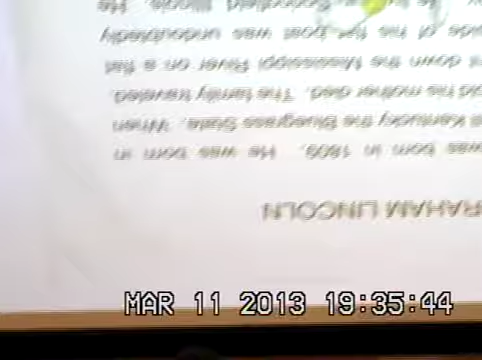 RAHAM LINCOLN
was born in 1809. He was born in
Kentucky the Bluegrass State. When
old his mother died. The family traveled
down the Mississippi River on a flat
side of his flat boat was undoubtedly
Springfield Illinois. He
MAR 11 2013 19:35:44